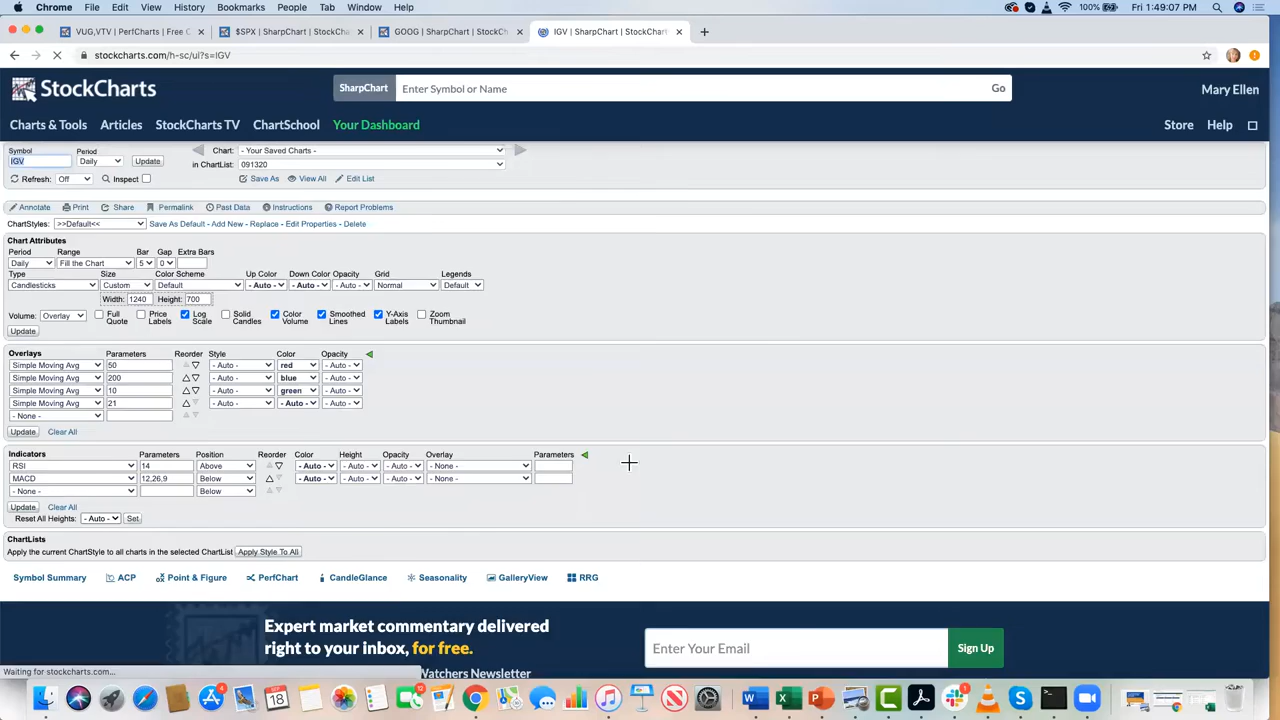 Chrome File Edit View History Bookmarks People Tab Window Help 100% Fri 1:49:07 PM
VUG,VTV | PerfCharts | Free C × $SPX | SharpChart | StockCha × GOOG | SharpChart | StockCh × IGV | SharpChart | StockChart × +
stockcharts.com/h-sc/ui?s=IGV
StockCharts SharpChart Enter Symbol or Name Go Mary Ellen
Charts & Tools Articles StockCharts TV ChartSchool Your Dashboard Store Help
Symbol Period Chart: - Your Saved Charts -
IGV Daily Update in ChartList: 091320
Refresh: Off Inspect Save As View All Edit List
Annotate Print Share Permalink Past Data Instructions Report Problems
ChartStyles: >>Default<< Save As Default - Add New - Replace - Edit Properties - Delete
Chart Attributes
Period Range Bar Gap Extra Bars
Daily Fill the Chart 5 0
Type Size Color Scheme Up Color Down Color Opacity Grid Legends
Candlesticks Custom Default - Auto - - Auto - - Auto - Normal Default
Width: 1240 Height: 700
Volume: Overlay Full Quote Price Labels Log Scale Solid Candles Color Volume Smoothed Lines Y-Axis Labels Zoom Thumbnail
Update
Overlays Parameters Reorder Style Color Opacity
Simple Moving Avg 50 - Auto - red - Auto -
Simple Moving Avg 200 - Auto - blue - Auto -
Simple Moving Avg 10 - Auto - green - Auto -
Simple Moving Avg 21 - Auto - - Auto - - Auto -
- None -
Update Clear All
Indicators Parameters Position Reorder Color Height Opacity Overlay Parameters
RSI 14 Above - Auto - - Auto - - Auto - - None -
MACD 12,26,9 Below - Auto - - Auto - - Auto - - None -
- None - Below
Update Clear All
Reset All Heights: - Auto - Set
ChartLists
Apply the current ChartStyle to all charts in the selected ChartList Apply Style To All
Symbol Summary ACP Point & Figure PerfChart CandleGlance Seasonality GalleryView RRG
Expert market commentary delivered
right to your inbox, for free. Enter Your Email Sign Up
Waiting for stockcharts.com... Watchers Newsletter